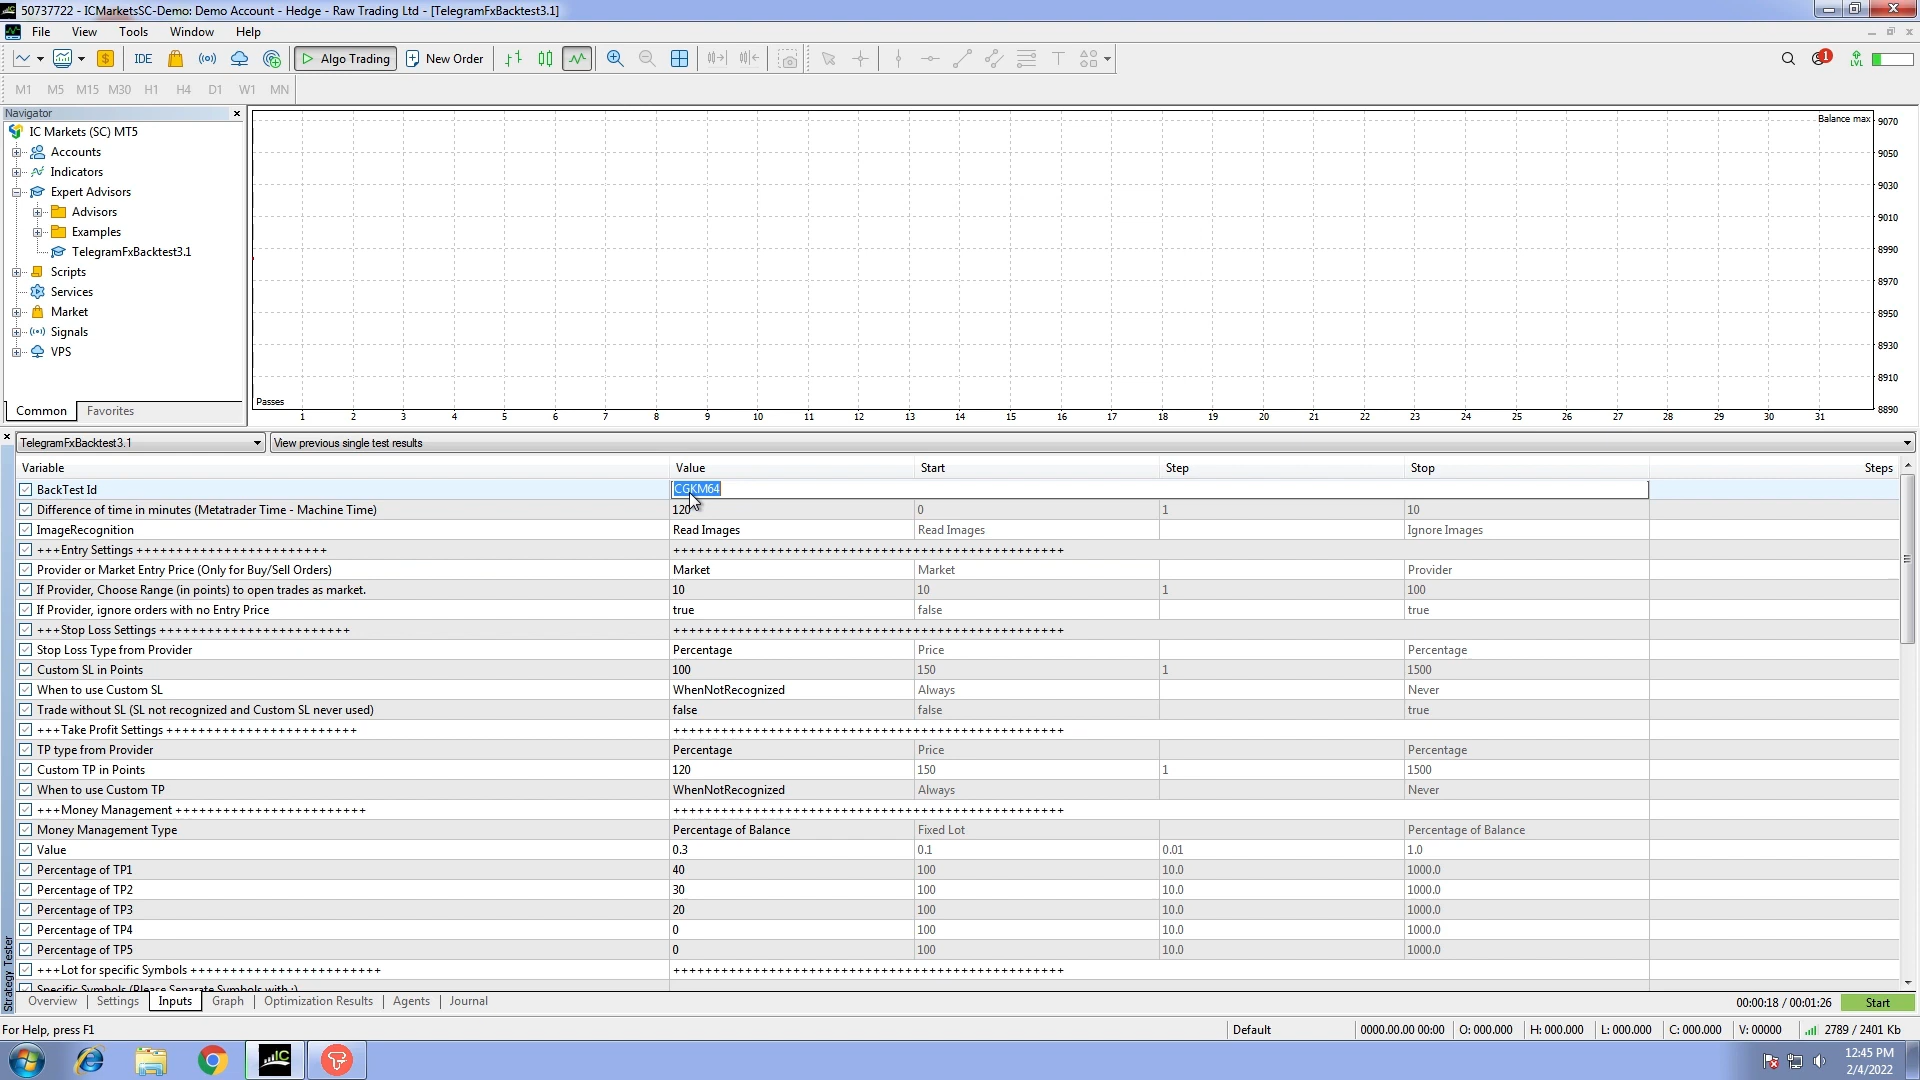 50737722 - ICMarketsSC-Demo: Demo Account - Hedge - Raw Trading Ltd - [TelegramFxBacktest3.1]
File View Tools Window Help
IDE Algo Trading New Order 1 LVL
M1 M5 M15 M30 H1 H4 D1 W1 MN
Navigator
IC Markets (SC) MT5
Accounts
Indicators
Expert Advisors
Advisors
Examples
TelegramFxBacktest3.1
Scripts
Services
Market
Signals
VPS
Common Favorites
Balance max
9070
9050
9030
9010
8990
8970
8950
8930
8910
8890
Passes
1 2 3 4 5 6 7 8 9 10 11 12 13 14 15 16 17 18 19 20 21 22 23 24 25 26 27 28 29 30 31
TelegramFxBacktest3.1 View previous single test results
Variable Value Start Step Stop Steps
BackTest Id CGKM64
Difference of time in minutes (Metatrader Time - Machine Time) 120 0 1 10
ImageRecognition Read Images Read Images Ignore Images
+++Entry Settings ++++++++++++++++++++++++ +++++++++++++++++++++++++++++++++++++++++++++++++
Provider or Market Entry Price (Only for Buy/Sell Orders) Market Market Provider
If Provider, Choose Range (in points) to open trades as market. 10 10 1 100
If Provider, ignore orders with no Entry Price true false true
+++Stop Loss Settings ++++++++++++++++++++++++ +++++++++++++++++++++++++++++++++++++++++++++++++
Stop Loss Type from Provider Percentage Price Percentage
Custom SL in Points 100 150 1 1500
When to use Custom SL WhenNotRecognized Always Never
Trade without SL (SL not recognized and Custom SL never used) false false true
+++Take Profit Settings ++++++++++++++++++++++++ +++++++++++++++++++++++++++++++++++++++++++++++++
TP type from Provider Percentage Price Percentage
Custom TP in Points 120 150 1 1500
When to use Custom TP WhenNotRecognized Always Never
+++Money Management ++++++++++++++++++++++++ +++++++++++++++++++++++++++++++++++++++++++++++++
Money Management Type Percentage of Balance Fixed Lot Percentage of Balance
Value 0.3 0.1 0.01 1.0
Percentage of TP1 40 100 10.0 1000.0
Percentage of TP2 30 100 10.0 1000.0
Percentage of TP3 20 100 10.0 1000.0
Percentage of TP4 0 100 10.0 1000.0
Percentage of TP5 0 100 10.0 1000.0
+++Lot for specific Symbols ++++++++++++++++++++++++ +++++++++++++++++++++++++++++++++++++++++++++++++
Specific Symbols (Please Separate Symbols with ;)
Strategy Tester
Overview Settings Inputs Graph Optimization Results Agents Journal 00:00:18 / 00:01:26 Start
For Help, press F1 Default 0000.00.00 00:00 O: 000.000 H: 000.000 L: 000.000 C: 000.000 V: 00000 2789 / 2401 Kb
12:45 PM
2/4/2022